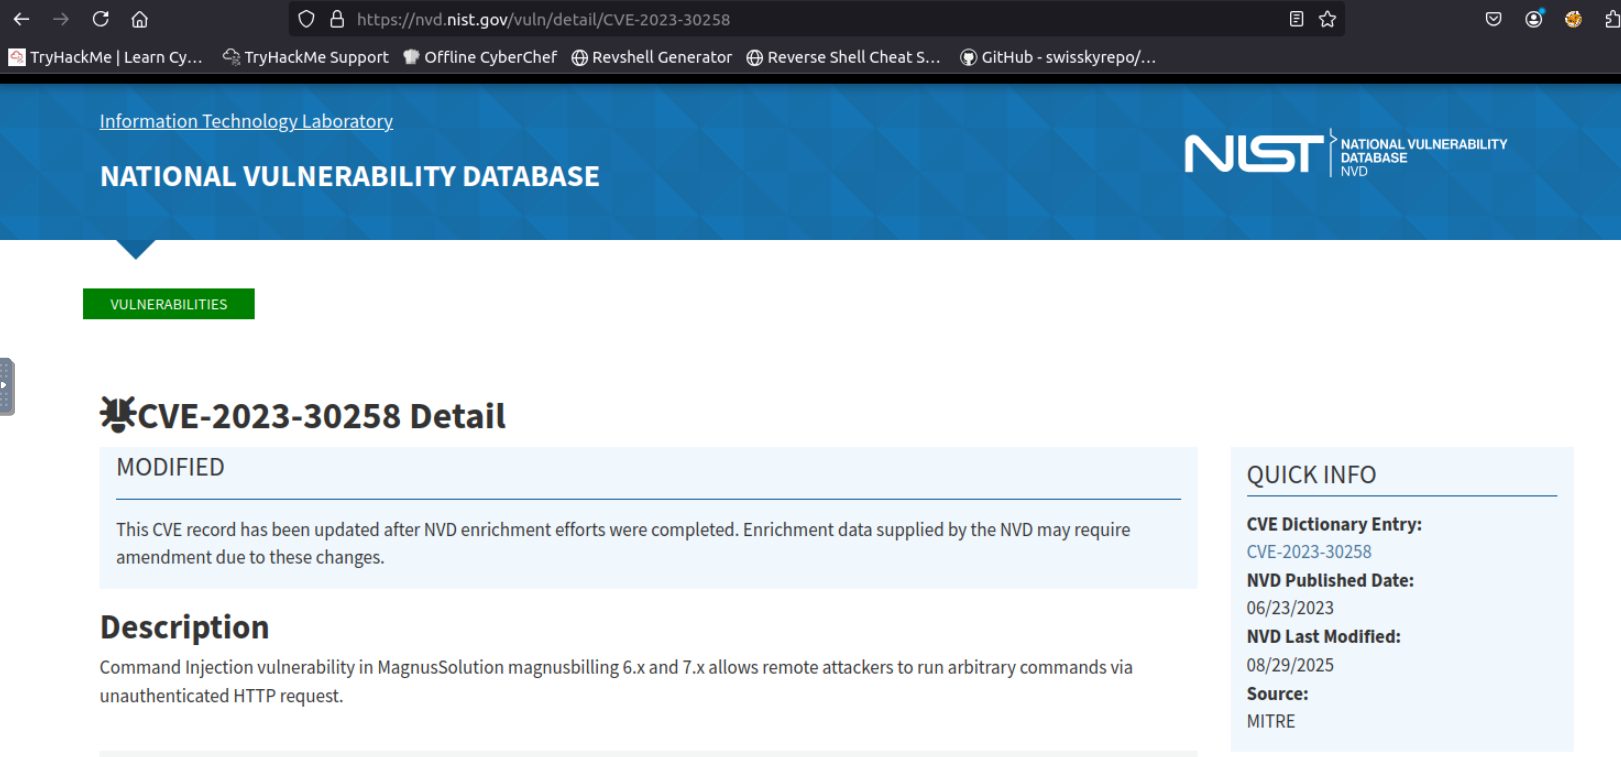 https://nvd.nist.gov/vuln/detail/CVE-2023-30258
TryHackMe | Learn Cy... TryHackMe Support Offline CyberChef Revshell Generator Reverse Shell Cheat S... GitHub - swisskyrepo/...
Information Technology Laboratory
NATIONAL VULNERABILITY DATABASE
NIST
NATIONAL VULNERABILITY
DATABASE
NVD
VULNERABILITIES
CVE-2023-30258 Detail
MODIFIED
This CVE record has been updated after NVD enrichment efforts were completed. Enrichment data supplied by the NVD may require
amendment due to these changes.
Description
Command Injection vulnerability in MagnusSolution magnusbilling 6.x and 7.x allows remote attackers to run arbitrary commands via
unauthenticated HTTP request.
QUICK INFO
CVE Dictionary Entry:
CVE-2023-30258
NVD Published Date:
06/23/2023
NVD Last Modified:
08/29/2025
Source:
MITRE